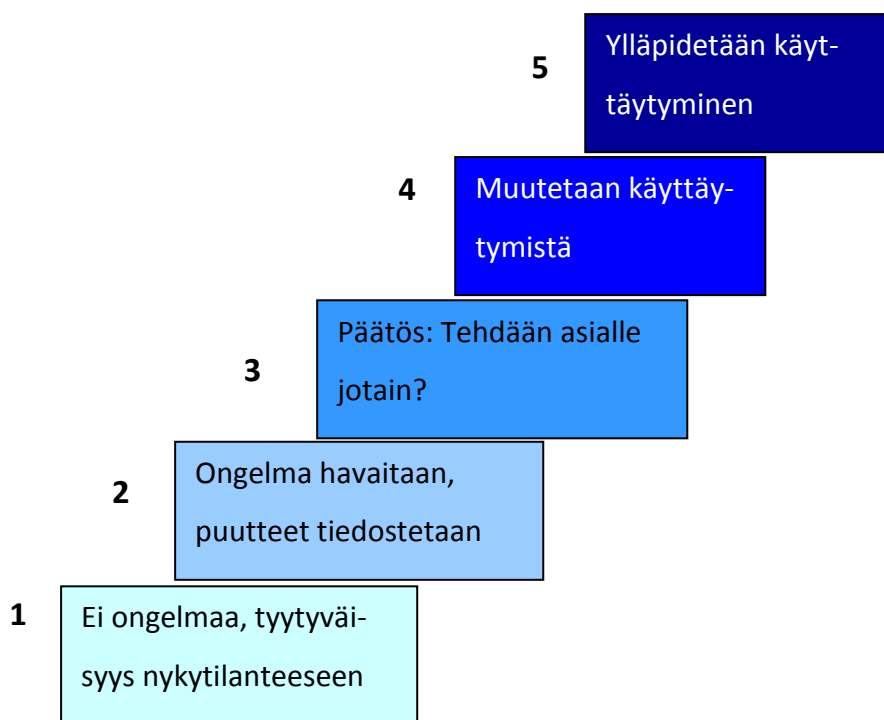 5
Ylläpidetään käyt-
täytyminen
4
Muutetaan käyttäy-
tymistä
3
Päätös: Tehdään asialle
jotain?
2
Ongelma havaitaan,
puutteet tiedostetaan
1
Ei ongelmaa, tyytyväi-
syys nykytilanteeseen